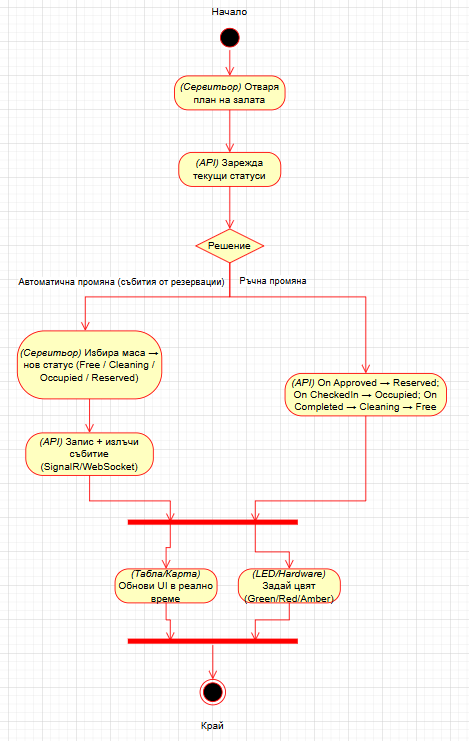 Начало
(Сервитьор) Отваря
план на залата
(API) Зарежда
текущи статуси
Решение
Автоматична промяна (събития от резервации)
Ръчна промяна
(Сервитьор) Избира маса →
нов статус (Free / Cleaning /
Occupied / Reserved)
(API) On Approved → Reserved;
On CheckedIn → Occupied; On
Completed → Cleaning → Free
(API) Запис + излъчи
събитие
(SignalR/WebSocket)
(Табла/Карта)
Обнови UI в реално
време
(LED/Hardware)
Задай цвят
(Green/Red/Amber)
Край